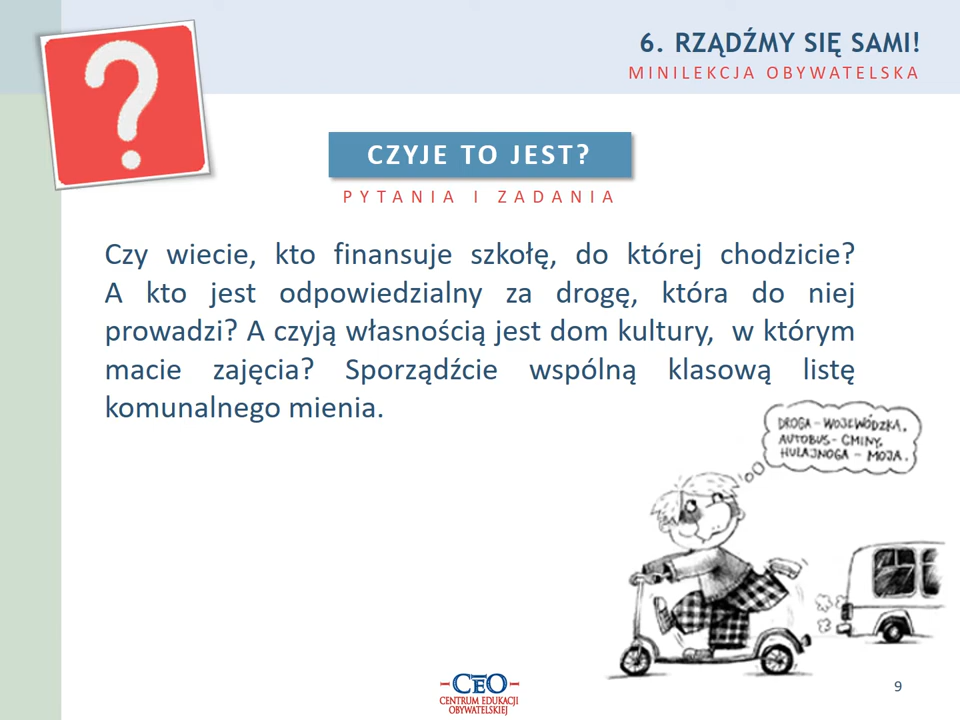 ?
6. RZĄDŹMY SIĘ SAMI!
MINILEKCJA OBYWATELSKA
CZYJE TO JEST?
PYTANIA I ZADANIA
Czy wiecie, kto finansuje szkołę, do której chodzicie?
A kto jest odpowiedzialny za drogę, która do niej
prowadzi? A czyją własnością jest dom kultury, w którym
macie zajęcia? Sporządźcie wspólną klasową listę
komunalnego mienia.
DROGA – WOJEWÓDZKA.
AUTOBUS – GMINY.
HULAJNOGA – MOJA.
CEO
CENTRUM EDUKACJI
OBYWATELSKIEJ
9